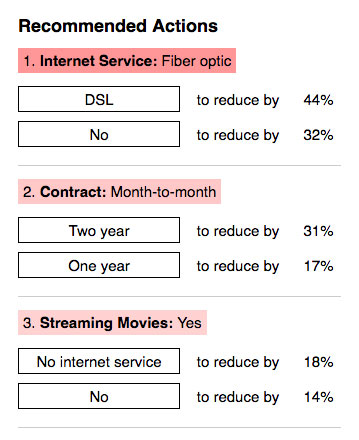 Recommended Actions
1. Internet Service: Fiber optic
DSL to reduce by 44%
No to reduce by 32%
2. Contract: Month-to-month
Two year to reduce by 31%
One year to reduce by 17%
3. Streaming Movies: Yes
No internet service to reduce by 18%
No to reduce by 14%